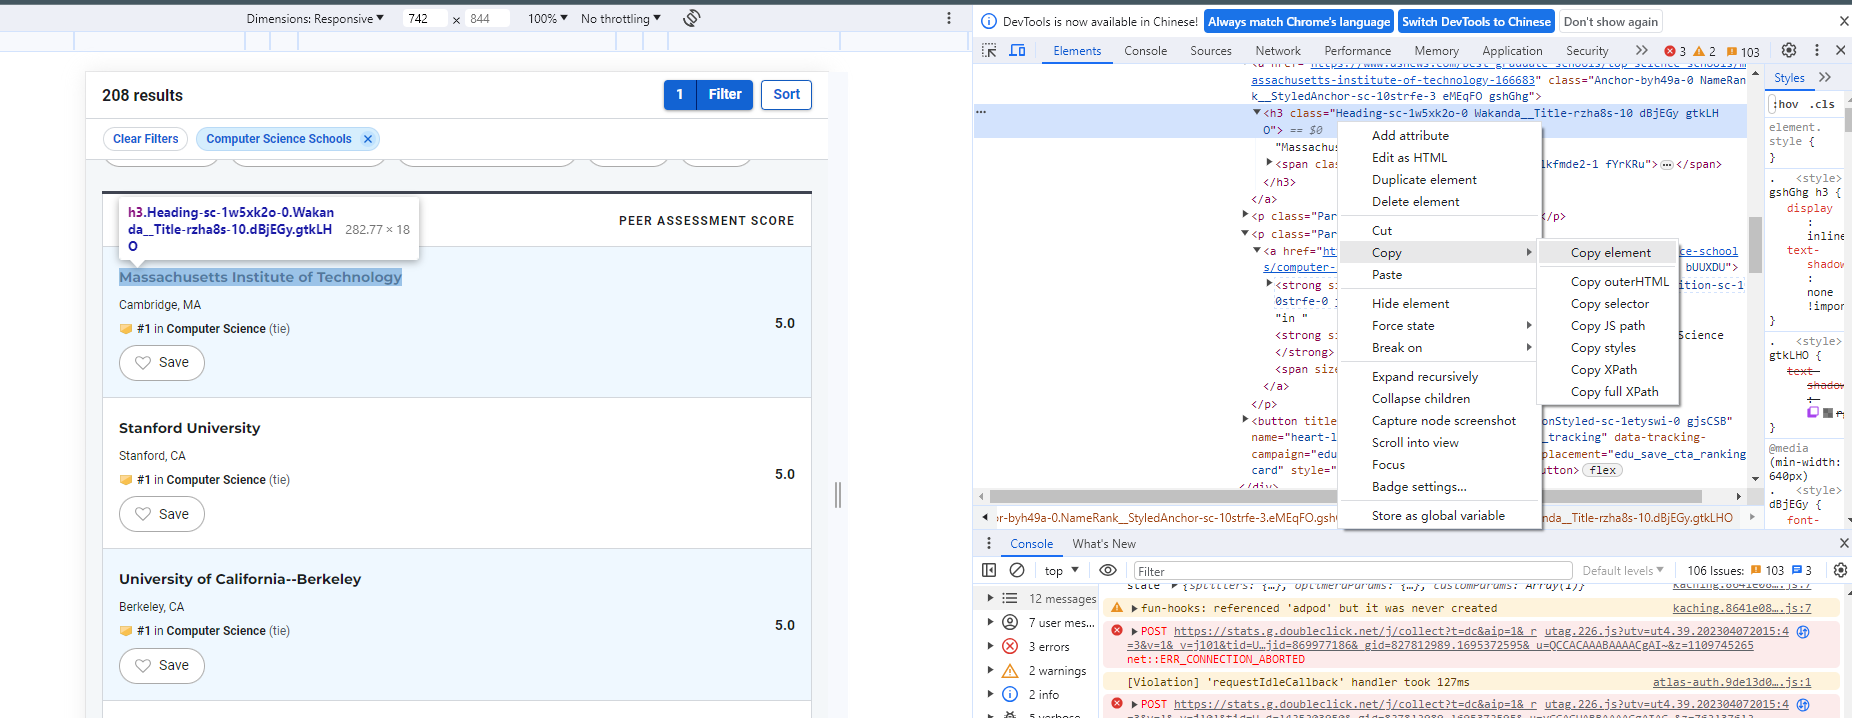 Dimensions: Responsive ▼ 742 × 844 100% ▼ No throttling ▼
208 results
1 Filter Sort
Clear Filters Computer Science Schools ×
h3.Heading-sc-1w5xk2o-0.Wakan
da__Title-rzha8s-10.dBjEGy.gtkLH
O
282.77 × 18
PEER ASSESSMENT SCORE
Massachusetts Institute of Technology
Cambridge, MA
#1 in Computer Science (tie)
5.0
Save
Stanford University
Stanford, CA
#1 in Computer Science (tie)
5.0
Save
University of California--Berkeley
Berkeley, CA
#1 in Computer Science (tie)
5.0
Save
DevTools is now available in Chinese! Always match Chrome's language Switch DevTools to Chinese Don't show again
Elements Console Sources Network Performance Memory Application Security 3 2 103
<a href="https://www.usnews.com/best-graduate-schools/top-science-schools/m
assachusetts-institute-of-technology-166683" class="Anchor-byh49a-0 NameRan
k__StyledAnchor-sc-10strfe-3 eMEqFO gshGhg">
<h3 class="Heading-sc-1w5xk2o-0 Wakanda__Title-rzha8s-10 dBjEGy gtkLH
O"> == $0
"Massachus
<span clas lkfmde2-1 fYrKRu"> </span>
</h3>
</a>
<p class="Par </p>
<p class="Par
<a href="ht ce-school
s/computer- bUUXDU">
<strong si ition-sc-1
0strfe-0
"in "
<strong si Science
</strong>
<span size
</a>
</p>
<button title onStyled-sc-1etyswi-0 gjsCSB"
name="heart-l _tracking" data-tracking-
campaign="edu placement="edu_save_cta_ranking
card" style=" utton> flex
</div>
or-byh49a-0.NameRank__StyledAnchor-sc-10strfe-3.eMEqFO.gshG nda__Title-rzha8s-10.dBjEGy.gtkLHO
Add attribute
Edit as HTML
Duplicate element
Delete element
Cut
Copy
Paste
Hide element
Force state
Break on
Expand recursively
Collapse children
Capture node screenshot
Scroll into view
Focus
Badge settings...
Store as global variable
Copy element
Copy outerHTML
Copy selector
Copy JS path
Copy styles
Copy XPath
Copy full XPath
Styles
:hov .cls
element.
style {
}
. <style>
gshGhg h3 {
display
:
inline
text-
shadow
:
none
!impor
}
. <style>
gtkLHO {
text-
shadow
:
}
@media
(min-width:
640px)
. <style>
dBjEGy {
font-
Console What's New
top ▼ Filter Default levels ▼ 106 Issues: 103 3
12 messages
7 user mes...
3 errors
2 warnings
2 info
5 verbose
state {splitters: {…}, optimeraParams: {…}, customParams: Array(1)} kaching.8641e08….js:7
fun-hooks: referenced 'adpod' but it was never created kaching.8641e08….js:7
POST https://stats.g.doubleclick.net/j/collect?t=dc&aip=1&_r utag.226.js?utv=ut4.39.202304072015:4
=3&v=1&_v=j101&tid=U…jid=869977186&_gid=827812989.1695372595&_u=QCCACAAABAAAACgAI~&z=1109745265
net::ERR_CONNECTION_ABORTED
[Violation] 'requestIdleCallback' handler took 127ms atlas-auth.9de13d0….js:1
POST https://stats.g.doubleclick.net/j/collect?t=dc&aip=1&_r utag.226.js?utv=ut4.39.202304072015:4